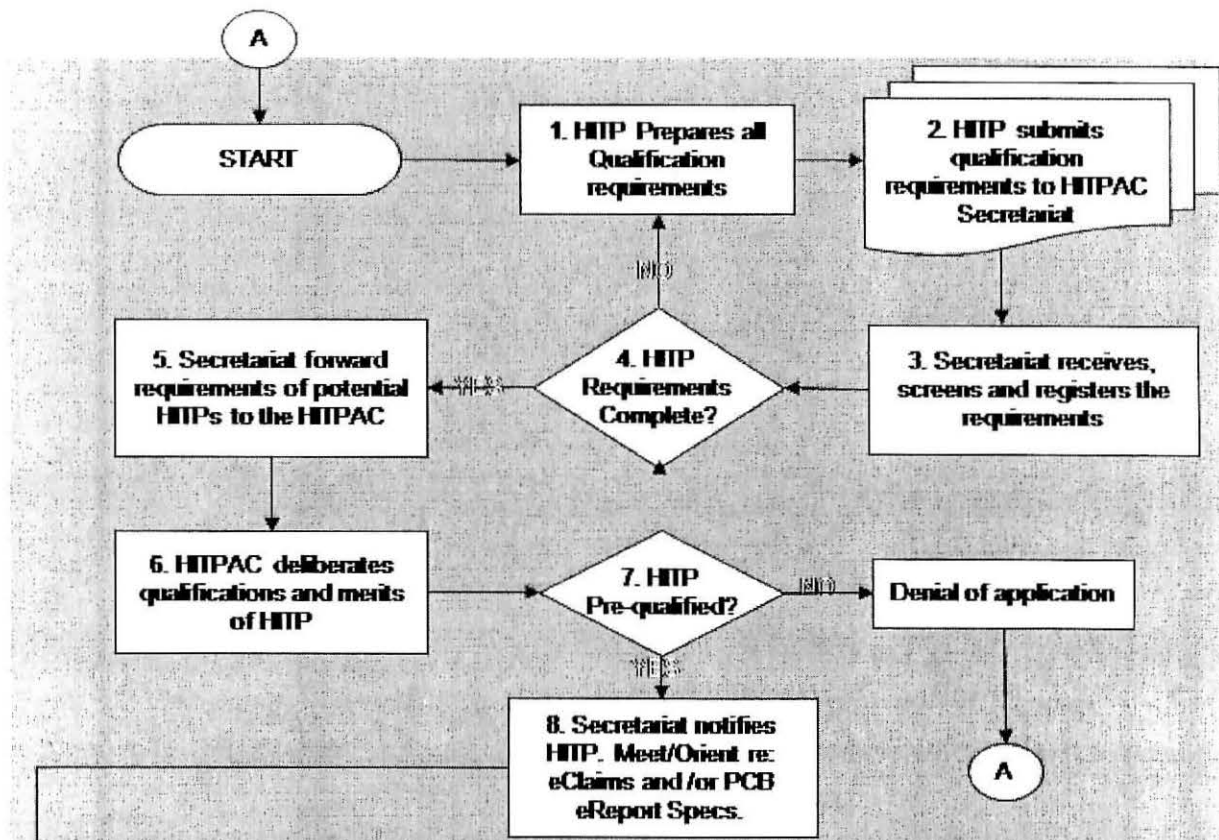 A
START
1. HITP Prepares all
Qualification
requirements
2. HITP submits
qualification
requirements to HITPAC
Secretariat
NO
3. Secretariat receives,
screens and registers the
requirements
4. HITP
Requirements
Complete?
YES
5. Secretariat forward
requirements of potential
HITPs to the HITPAC
6. HITPAC deliberates
qualifications and merits
of HITP
7. HITP
Pre-qualified?
NO
Denial of application
YES
8. Secretariat notifies
HITP. Meet/Orient re:
eClaims and /or PCB
eReport Specs.
A